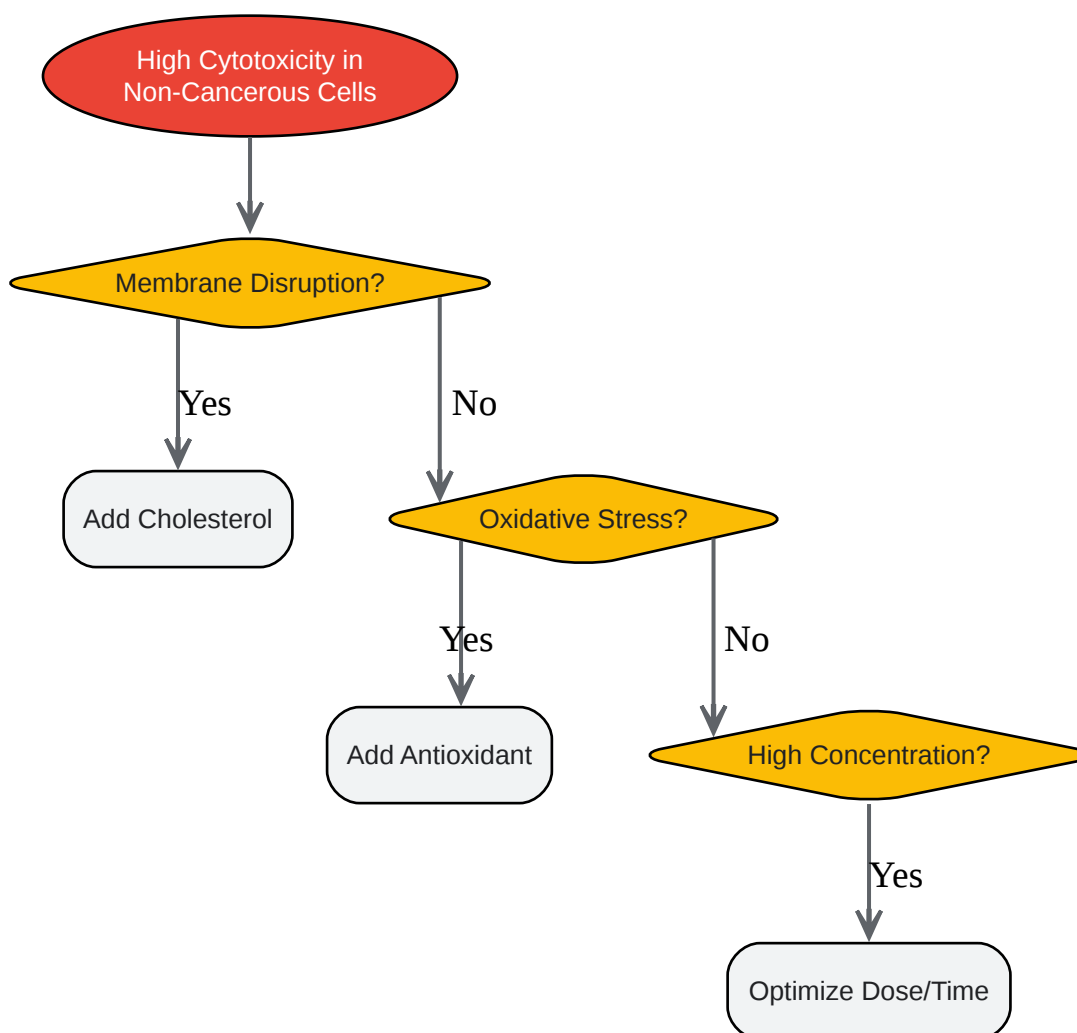 High Cytotoxicity in
Non-Cancerous Cells
Membrane Disruption?
Yes
No
Add Cholesterol
Oxidative Stress?
Yes
No
Add Antioxidant
High Concentration?
Yes
Optimize Dose/Time